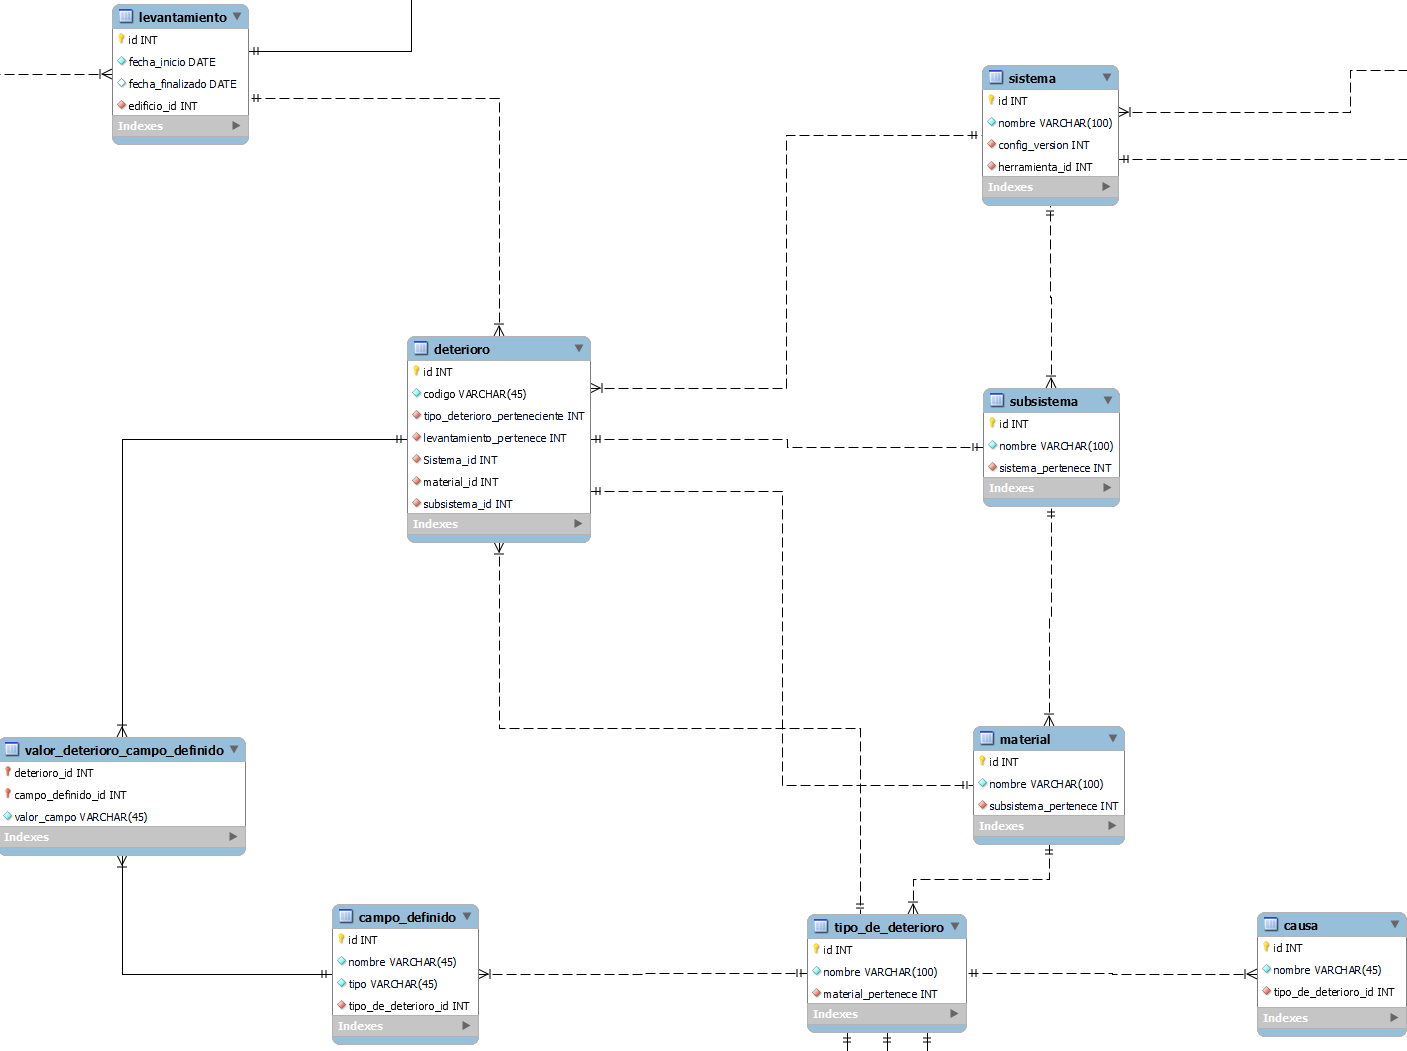 levantamiento
id INT
fecha_inicio DATE
fecha_finalizado DATE
edificio_id INT
Indexes
sistema
id INT
nombre VARCHAR(100)
config_version INT
herramienta_id INT
Indexes
deterioro
id INT
codigo VARCHAR(45)
tipo_deterioro_perteneciente INT
levantamiento_pertenece INT
Sistema_id INT
material_id INT
subsistema_id INT
Indexes
subsistema
id INT
nombre VARCHAR(100)
sistema_pertenece INT
Indexes
valor_deterioro_campo_definido
deterioro_id INT
campo_definido_id INT
valor_campo VARCHAR(45)
Indexes
material
id INT
nombre VARCHAR(100)
subsistema_pertenece INT
Indexes
campo_definido
id INT
nombre VARCHAR(45)
tipo VARCHAR(45)
tipo_de_deterioro_id INT
Indexes
tipo_de_deterioro
id INT
nombre VARCHAR(100)
material_pertenece INT
Indexes
causa
id INT
nombre VARCHAR(45)
tipo_de_deterioro_id INT
Indexes